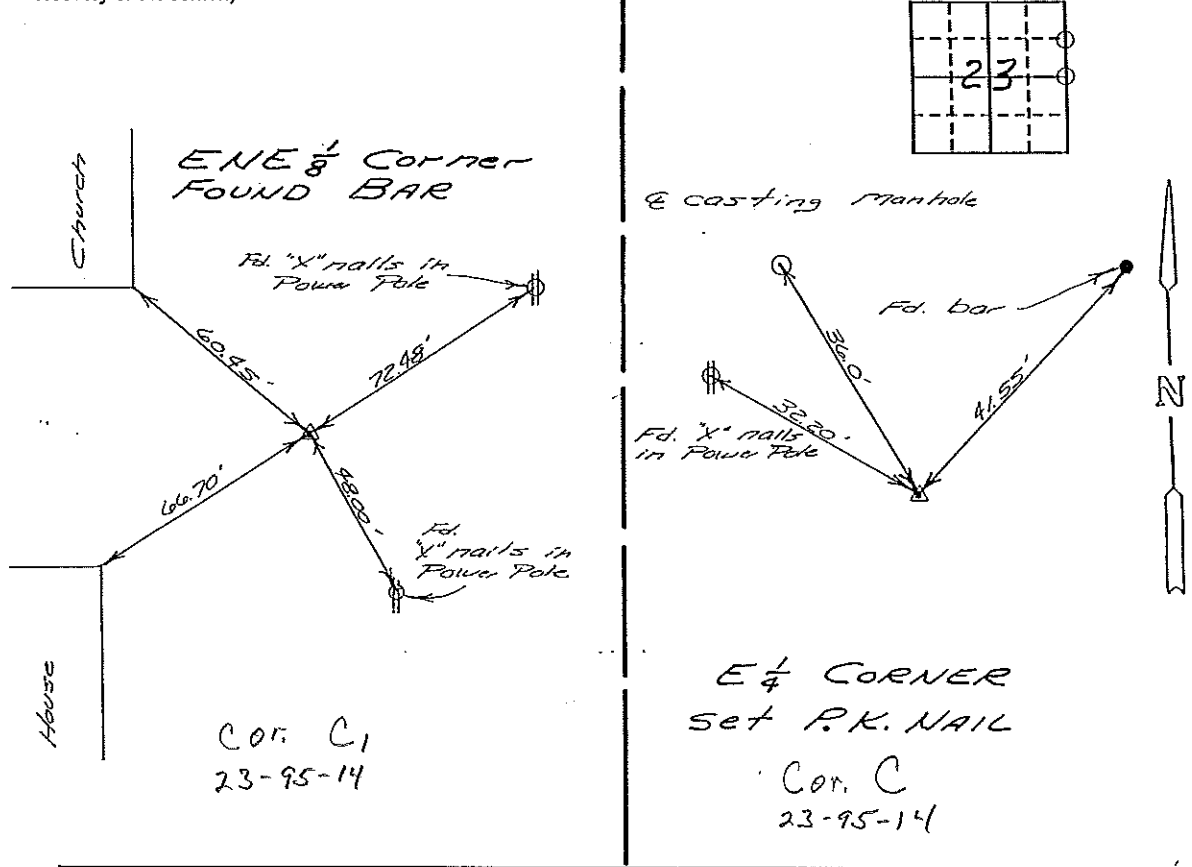 23
Church
ENE 1/8 Corner
FOUND BAR
Fd. "X" nails in
Power Pole
60.45'
72.48'
66.70'
48.00'
Fd.
"X" nails in
Power Pole
House
Cor. C1
23-95-14
℄ casting Manhole
Fd. bar
36.0'
32.20'
41.55'
Fd. "X" nails
in Power Pole
N
E 1/4 CORNER
set P.K. NAIL
Cor. C
23-95-14